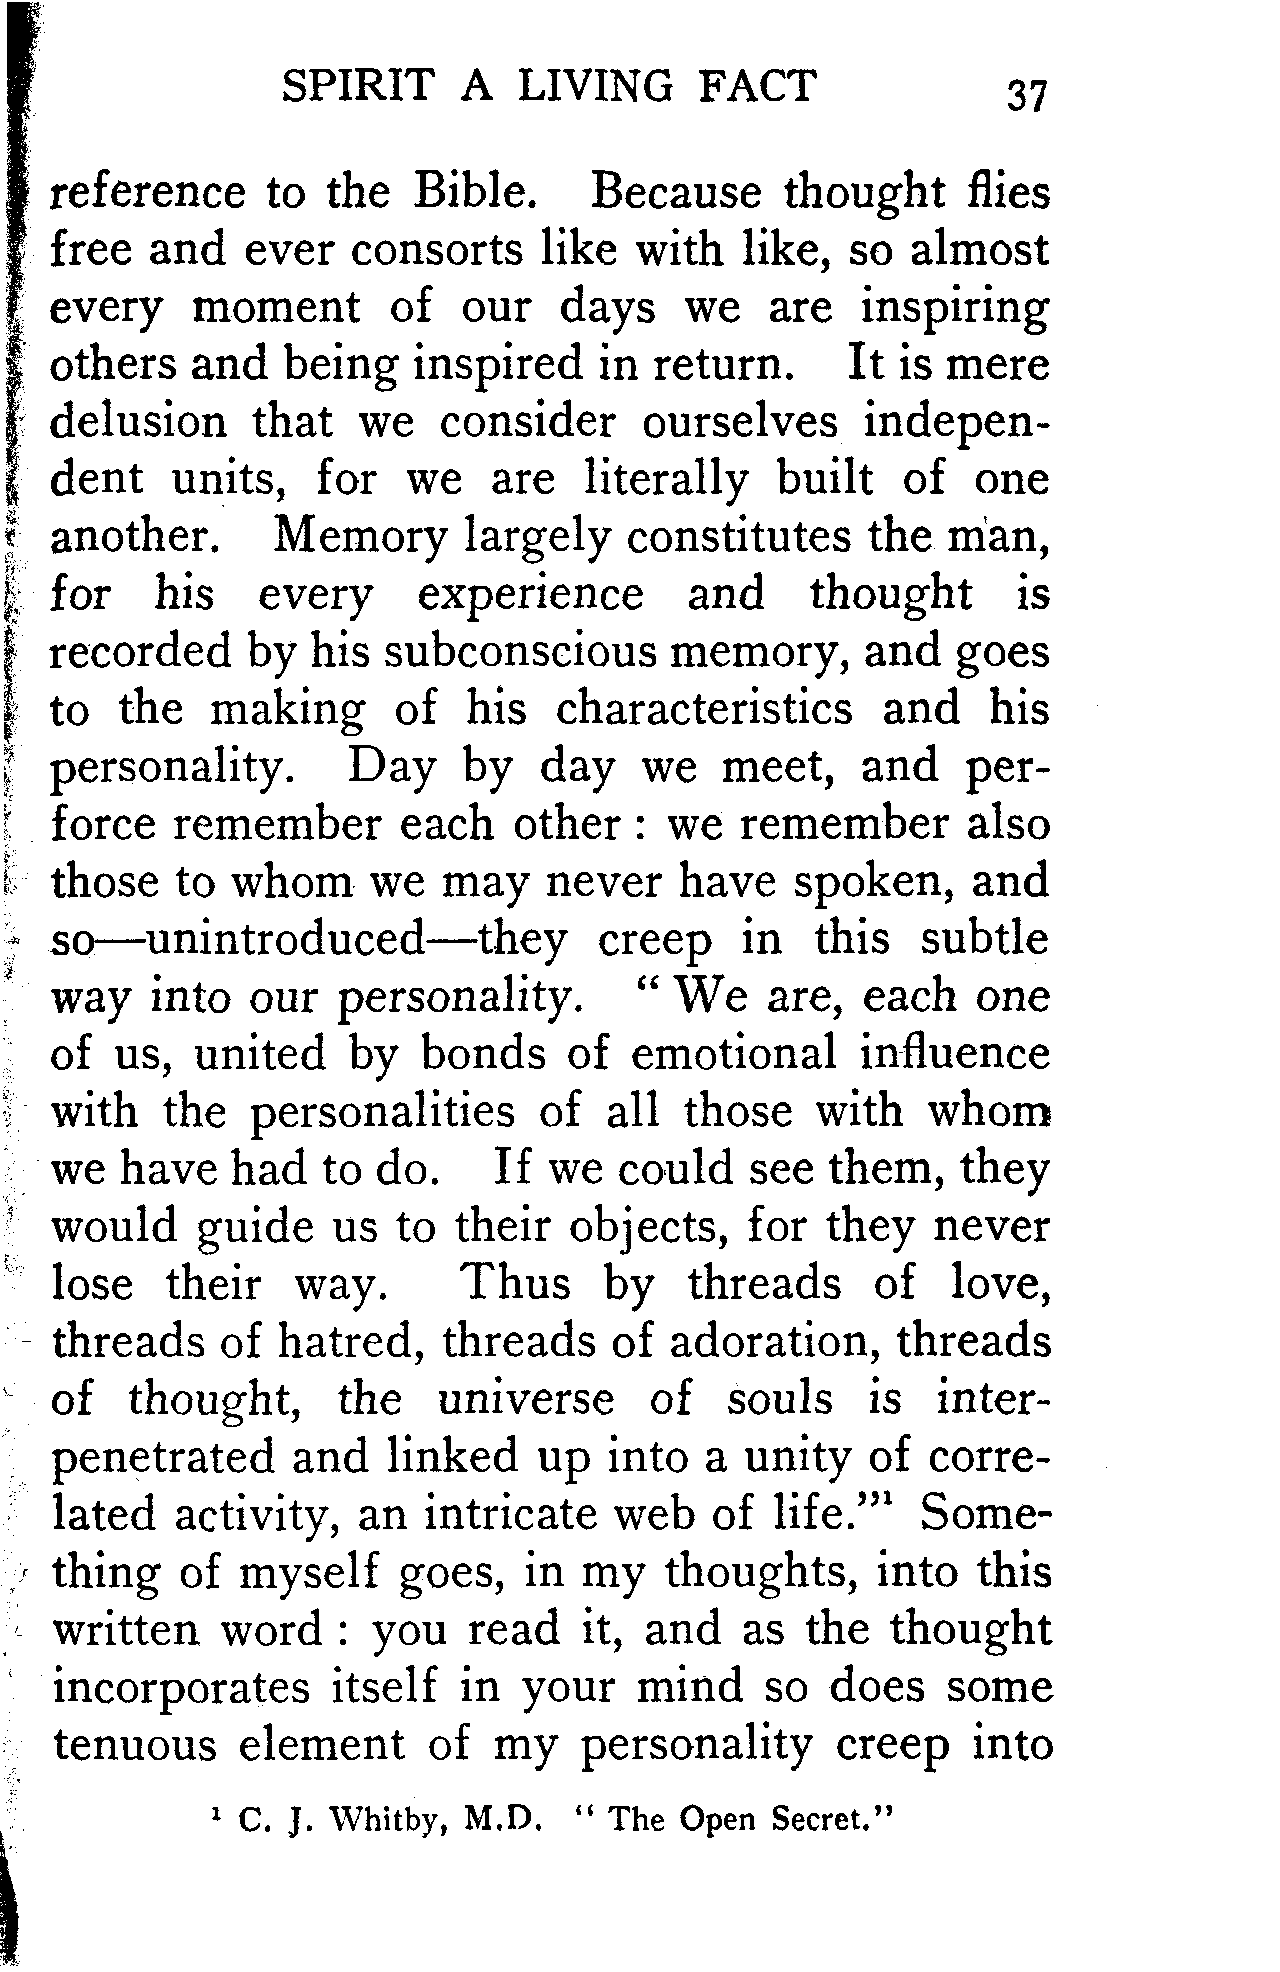 SPIRIT A LIVING FACT 37
reference to the Bible. Because thought flies
free and ever consorts like with like, so almost
every moment of our days we are inspiring
others and being inspired in return. It is mere
delusion that we consider ourselves indepen-
dent units, for we are literally built of one
another. Memory largely constitutes the man,
for his every experience and thought is
recorded by his subconscious memory, and goes
to the making of his characteristics and his
personality. Day by day we meet, and per-
force remember each other : we remember also
those to whom we may never have spoken, and
so—unintroduced—they creep in this subtle
way into our personality. “ We are, each one
of us, united by bonds of emotional influence
with the personalities of all those with whom
we have had to do. If we could see them, they
would guide us to their objects, for they never
lose their way. Thus by threads of love,
threads of hatred, threads of adoration, threads
of thought, the universe of souls is inter-
penetrated and linked up into a unity of corre-
lated activity, an intricate web of life.”¹ Some-
thing of myself goes, in my thoughts, into this
written word : you read it, and as the thought
incorporates itself in your mind so does some
tenuous element of my personality creep into
¹ C. J. Whitby, M.D. “ The Open Secret.”